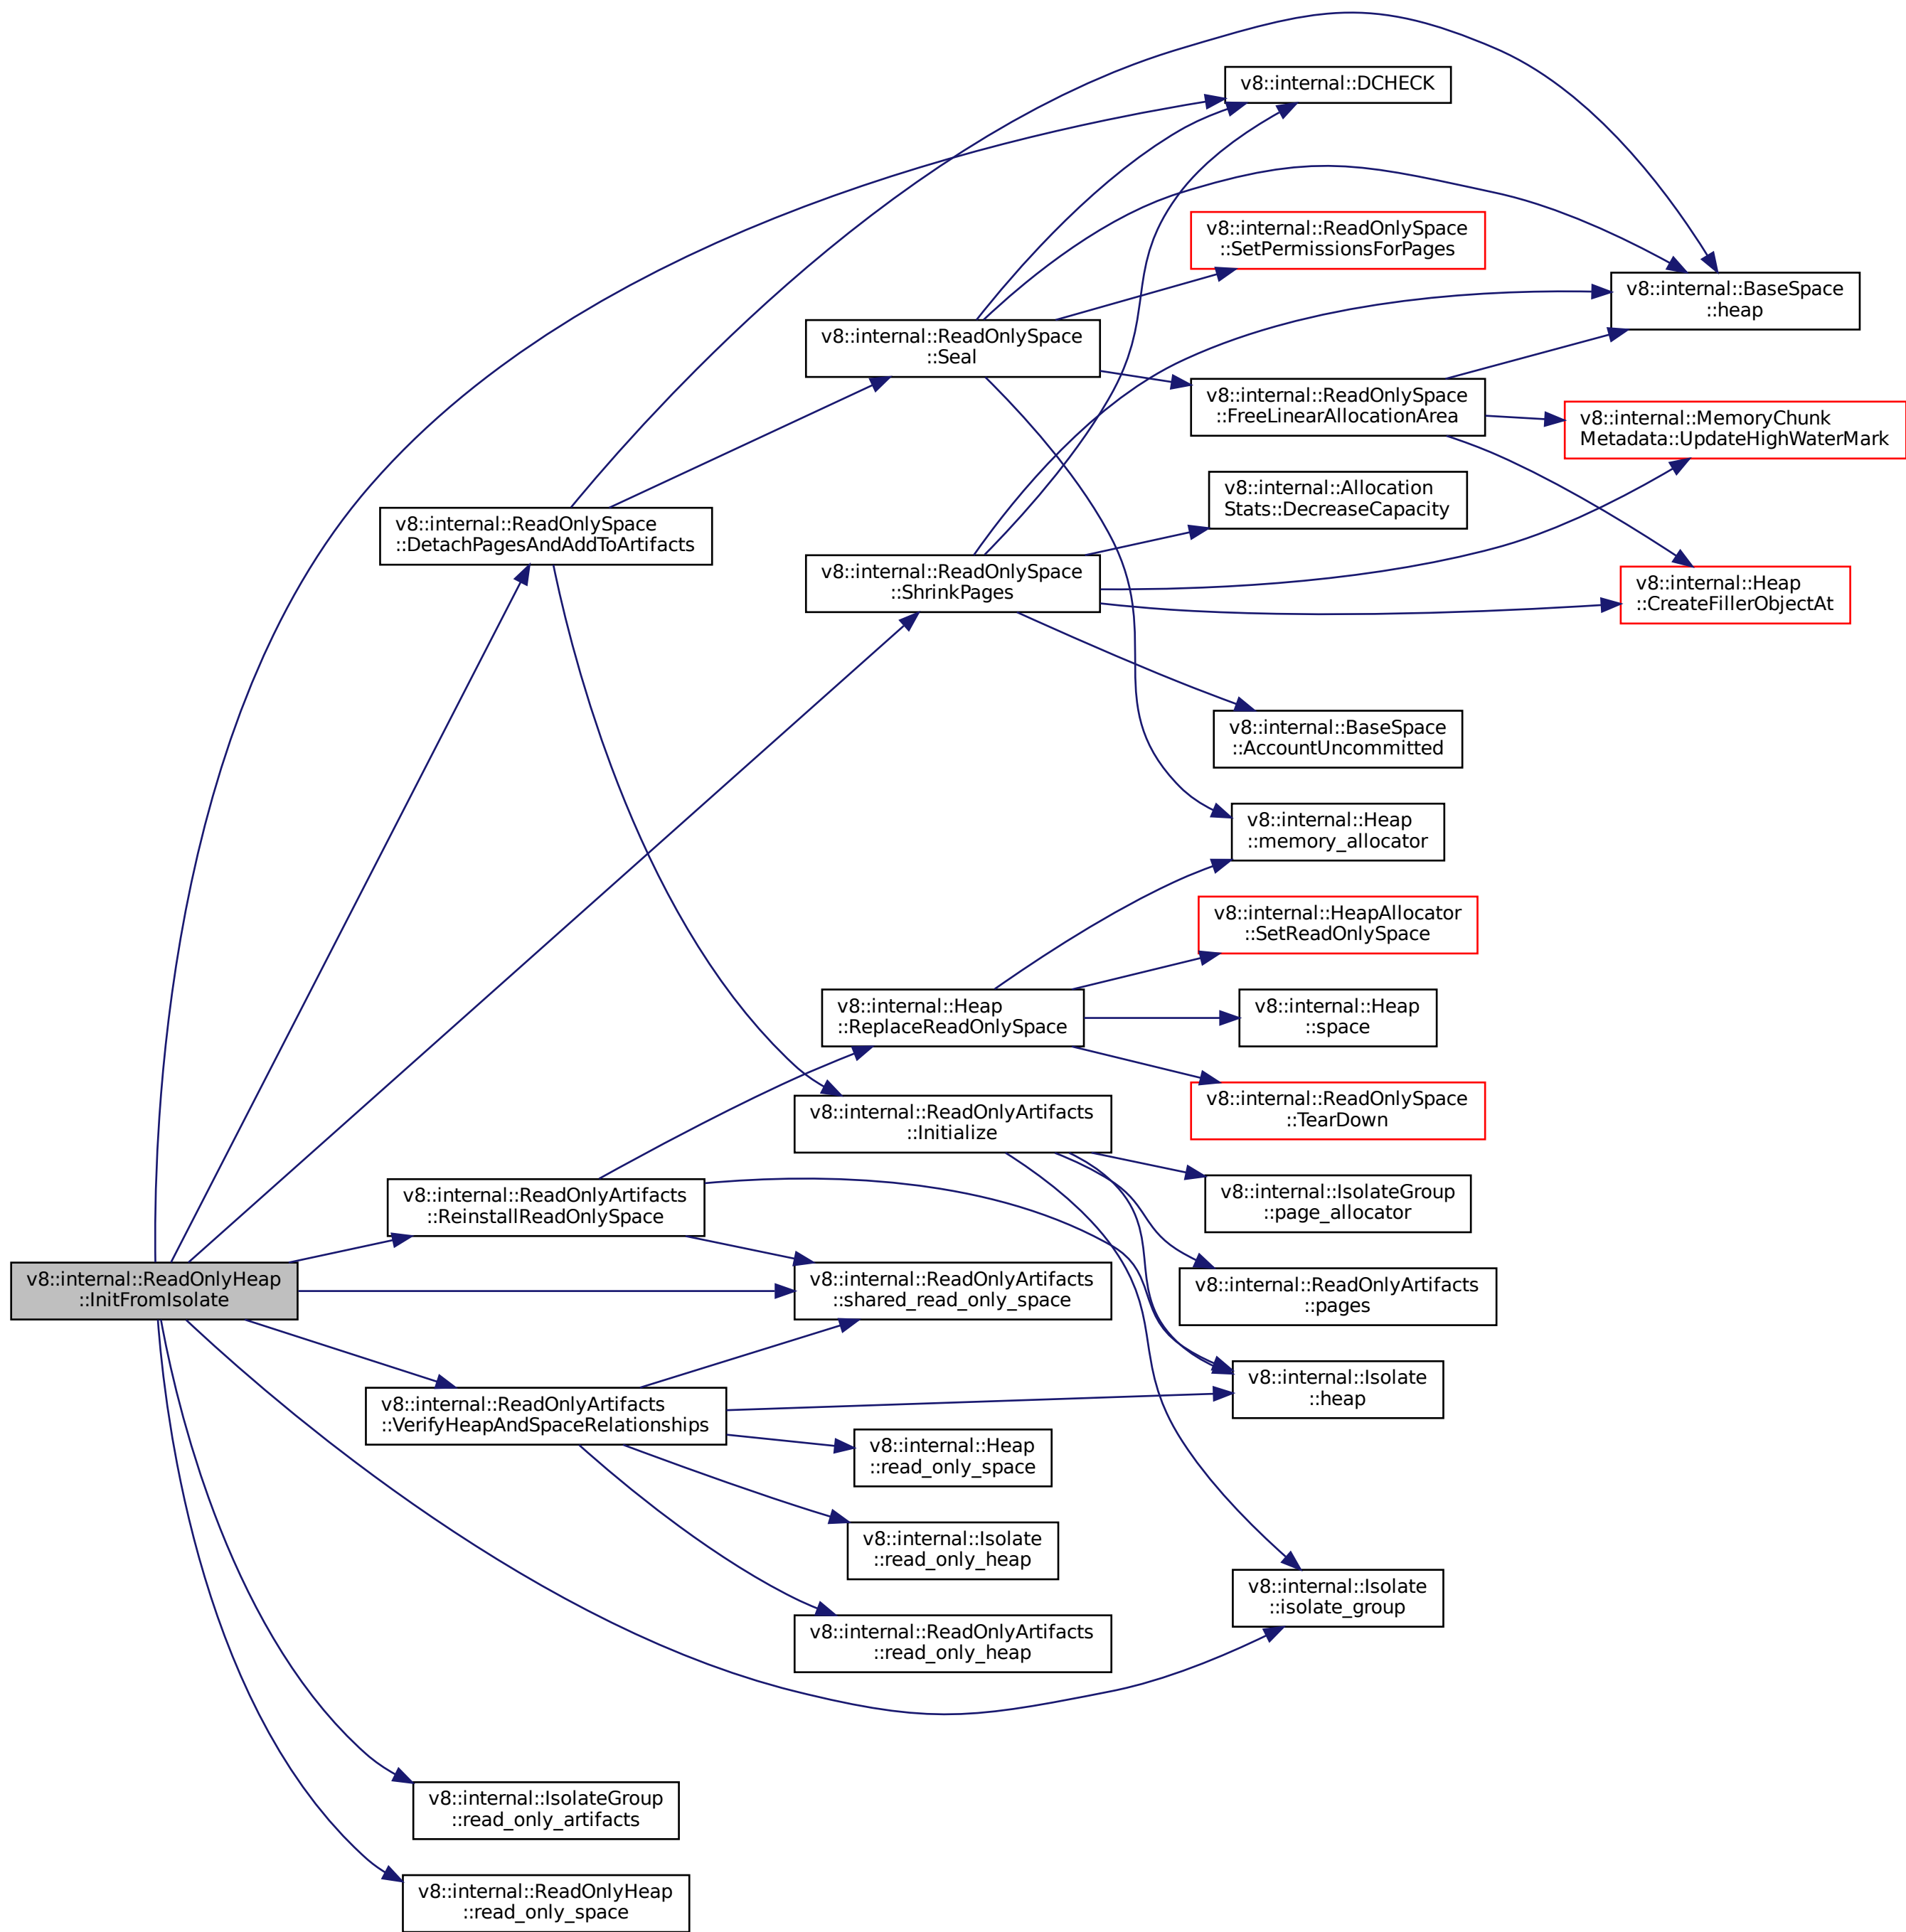 v8::internal::DCHECK
v8::internal::ReadOnlySpace
::SetPermissionsForPages
v8::internal::BaseSpace
::heap
v8::internal::ReadOnlySpace
::Seal
v8::internal::ReadOnlySpace
::FreeLinearAllocationArea
v8::internal::MemoryChunk
Metadata::UpdateHighWaterMark
v8::internal::Allocation
Stats::DecreaseCapacity
v8::internal::ReadOnlySpace
::DetachPagesAndAddToArtifacts
v8::internal::ReadOnlySpace
::ShrinkPages
v8::internal::Heap
::CreateFillerObjectAt
v8::internal::BaseSpace
::AccountUncommitted
v8::internal::Heap
::memory_allocator
v8::internal::HeapAllocator
::SetReadOnlySpace
v8::internal::Heap
::ReplaceReadOnlySpace
v8::internal::Heap
::space
v8::internal::ReadOnlySpace
::TearDown
v8::internal::ReadOnlyArtifacts
::Initialize
v8::internal::ReadOnlyArtifacts
::ReinstallReadOnlySpace
v8::internal::IsolateGroup
::page_allocator
v8::internal::ReadOnlyHeap
::InitFromIsolate
v8::internal::ReadOnlyArtifacts
::shared_read_only_space
v8::internal::ReadOnlyArtifacts
::pages
v8::internal::ReadOnlyArtifacts
::VerifyHeapAndSpaceRelationships
v8::internal::Isolate
::heap
v8::internal::Heap
::read_only_space
v8::internal::Isolate
::read_only_heap
v8::internal::Isolate
::isolate_group
v8::internal::ReadOnlyArtifacts
::read_only_heap
v8::internal::IsolateGroup
::read_only_artifacts
v8::internal::ReadOnlyHeap
::read_only_space